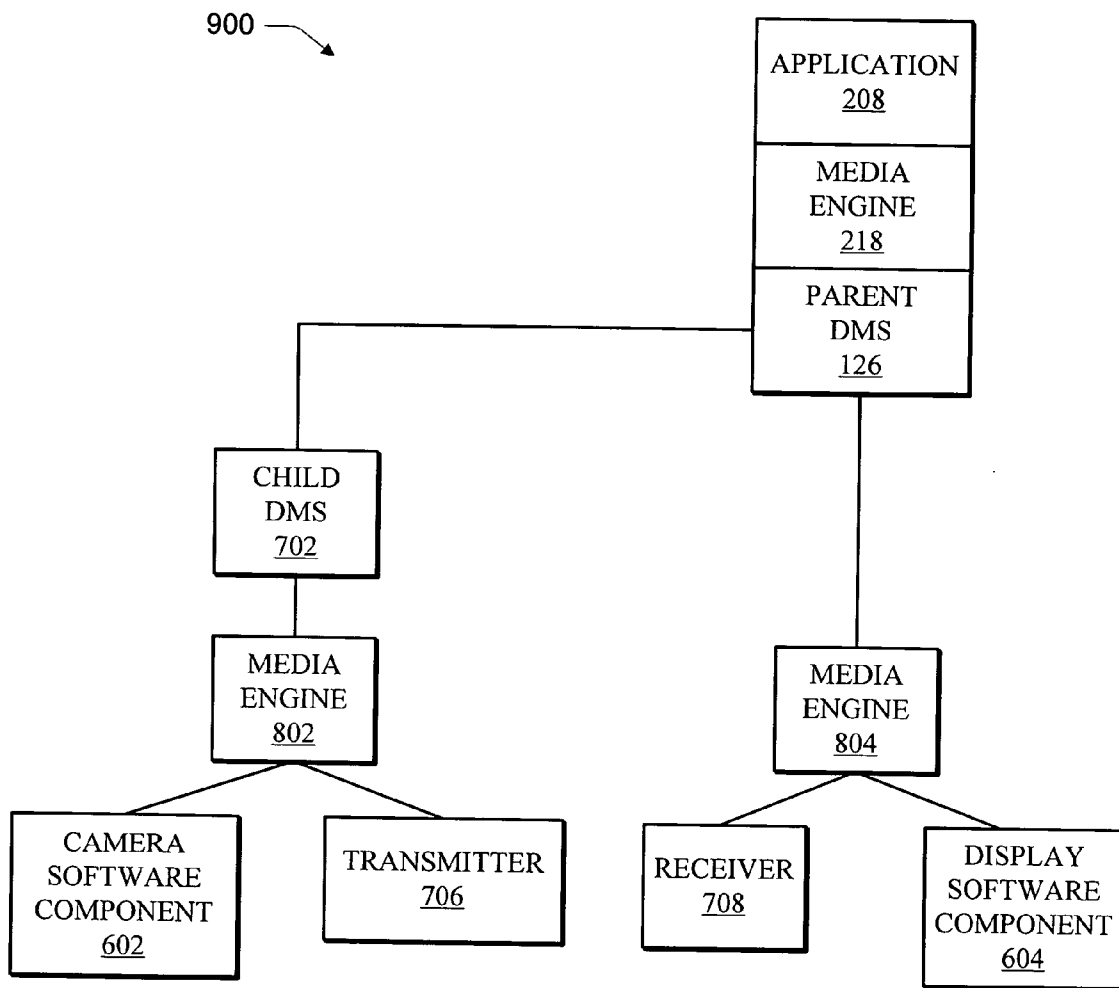 900
APPLICATION
208
MEDIA
ENGINE
218
PARENT
DMS
126
CHILD
DMS
702
MEDIA
ENGINE
802
MEDIA
ENGINE
804
CAMERA
SOFTWARE
COMPONENT
602
TRANSMITTER
706
RECEIVER
708
DISPLAY
SOFTWARE
COMPONENT
604